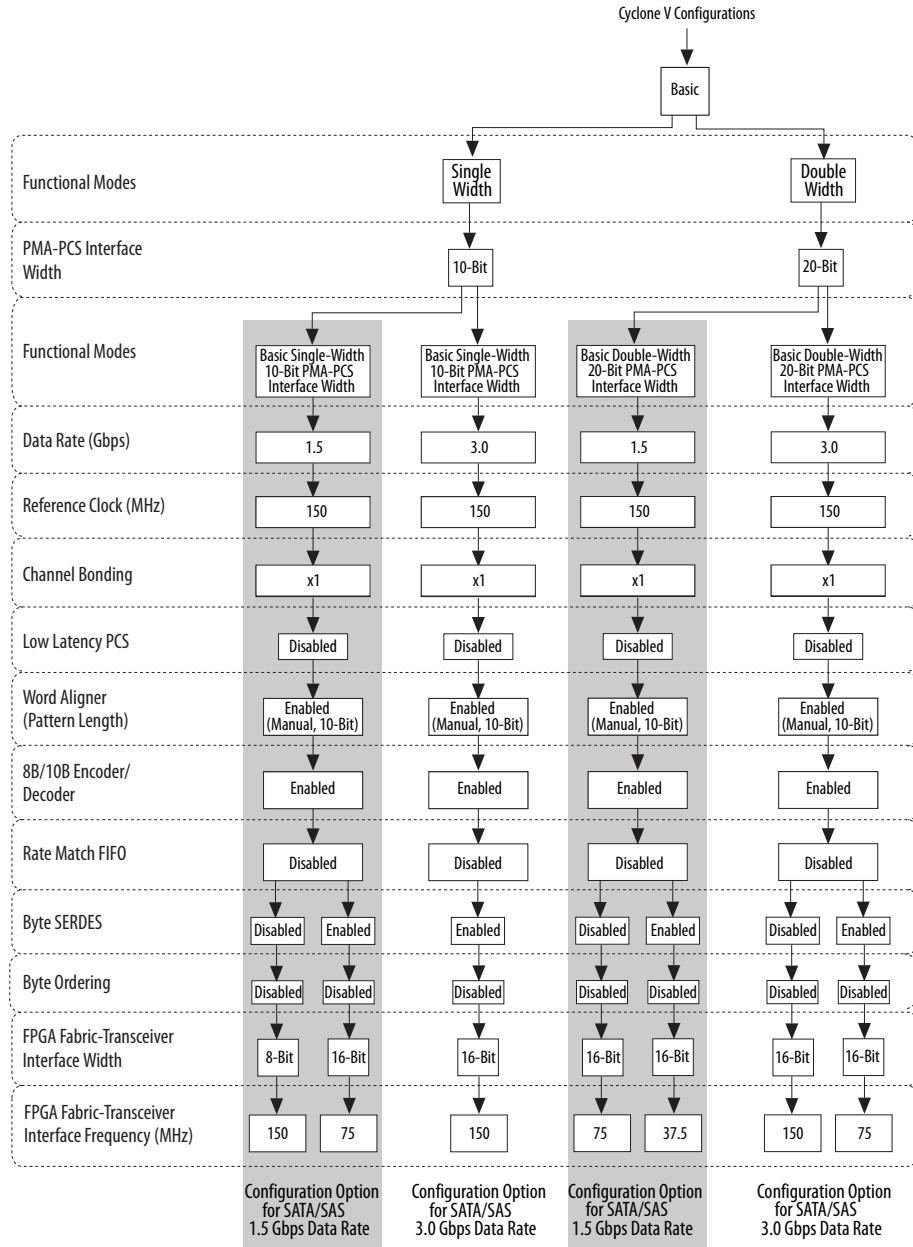 Cyclone V Configurations
Basic
Functional Modes
Single
Width
Double
Width
PMA-PCS Interface
Width
10-Bit
20-Bit
Functional Modes
Basic Single-Width
10-Bit PMA-PCS
Interface Width
Basic Single-Width
10-Bit PMA-PCS
Interface Width
Basic Double-Width
20-Bit PMA-PCS
Interface Width
Basic Double-Width
20-Bit PMA-PCS
Interface Width
Data Rate (Gbps)
1.5
3.0
1.5
3.0
Reference Clock (MHz)
150
150
150
150
Channel Bonding
x1
x1
x1
x1
Low Latency PCS
Disabled
Disabled
Disabled
Disabled
Word Aligner
(Pattern Length)
Enabled
(Manual, 10-Bit)
Enabled
(Manual, 10-Bit)
Enabled
(Manual, 10-Bit)
Enabled
(Manual, 10-Bit)
8B/10B Encoder/
Decoder
Enabled
Enabled
Enabled
Enabled
Rate Match FIFO
Disabled
Disabled
Disabled
Disabled
Byte SERDES
Disabled
Enabled
Enabled
Disabled
Enabled
Disabled
Enabled
Byte Ordering
Disabled
Disabled
Disabled
Disabled
Disabled
Disabled
Disabled
FPGA Fabric-Transceiver
Interface Width
8-Bit
16-Bit
16-Bit
16-Bit
16-Bit
16-Bit
16-Bit
FPGA Fabric-Transceiver
Interface Frequency (MHz)
150
75
150
75
37.5
150
75
Configuration Option
for SATA/SAS
1.5 Gbps Data Rate
Configuration Option
for SATA/SAS
3.0 Gbps Data Rate
Configuration Option
for SATA/SAS
1.5 Gbps Data Rate
Configuration Option
for SATA/SAS
3.0 Gbps Data Rate